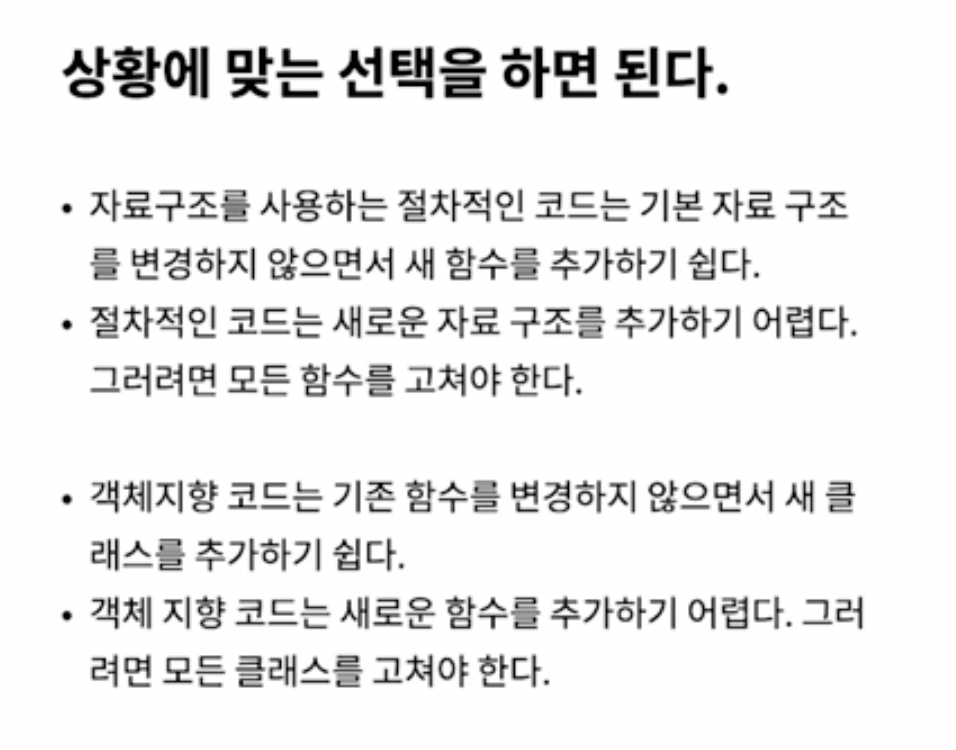 상황에 맞는 선택을 하면 된다.
• 자료구조를 사용하는 절차적인 코드는 기본 자료 구조
를 변경하지 않으면서 새 함수를 추가하기 쉽다.
• 절차적인 코드는 새로운 자료 구조를 추가하기 어렵다.
그러려면 모든 함수를 고쳐야 한다.
• 객체지향 코드는 기존 함수를 변경하지 않으면서 새 클
래스를 추가하기 쉽다.
• 객체 지향 코드는 새로운 함수를 추가하기 어렵다. 그러
려면 모든 클래스를 고쳐야 한다.